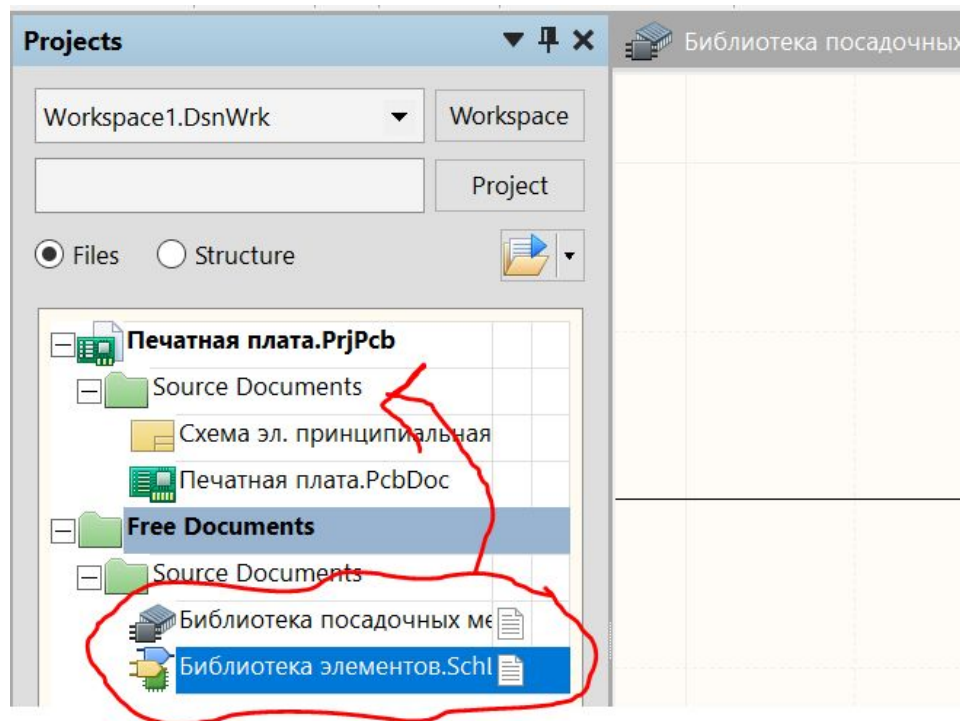 Projects
Библиотека посадочных
Workspace1.DsnWrk
Workspace
Project
Files
Structure
Печатная плата.PrjPcb
Source Documents
Схема эл. принципиальная
Печатная плата.PcbDoc
Free Documents
Source Documents
Библиотека посадочных ме
Библиотека элементов.SchL